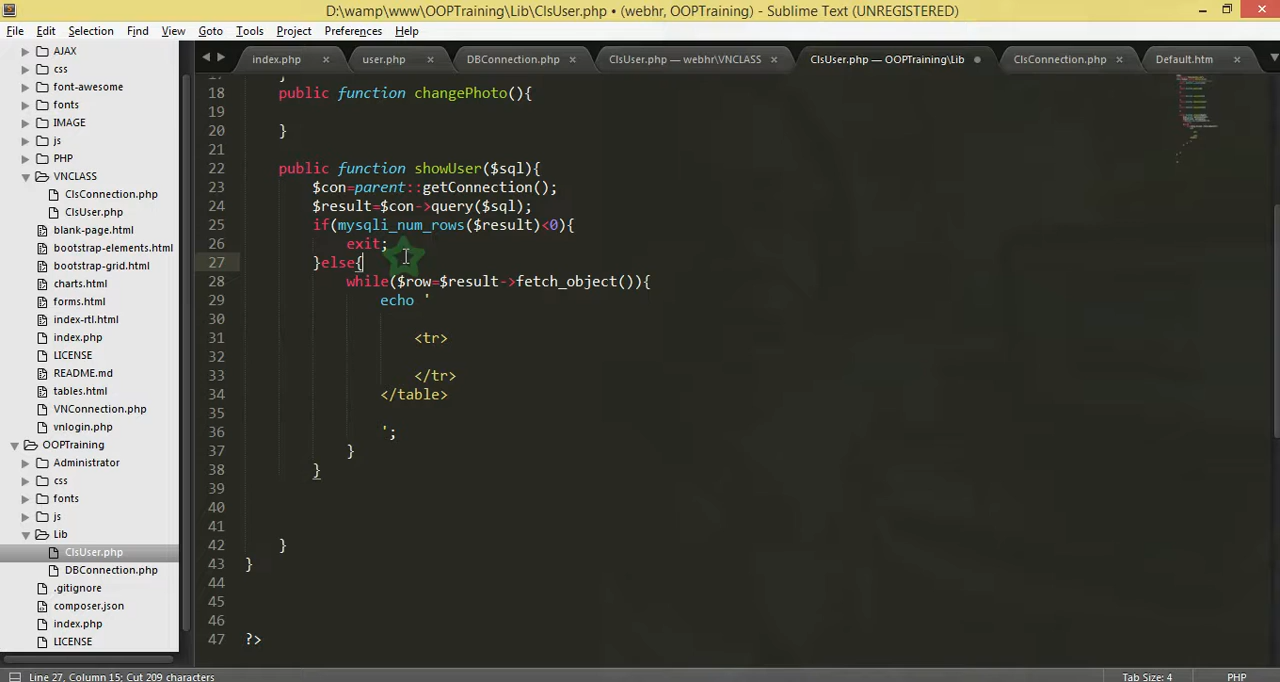 D:\wamp\www\OOPTraining\Lib\ClsUser.php • (webhr, OOPTraining) - Sublime Text (UNREGISTERED)
File Edit Selection Find View Goto Tools Project Preferences Help
index.php × user.php × DBConnection.php × ClsUser.php — webhr\VNCLASS × ClsUser.php — OOPTraining\Lib ClsConnection.php × Default.htm ×
AJAX
css
font-awesome
fonts
IMAGE
js
PHP
VNCLASS
ClsConnection.php
ClsUser.php
blank-page.html
bootstrap-elements.html
bootstrap-grid.html
charts.html
forms.html
index-rtl.html
index.php
LICENSE
README.md
tables.html
VNConnection.php
vnlogin.php
OOPTraining
Administrator
css
fonts
js
Lib
ClsUser.php
DBConnection.php
.gitignore
composer.json
index.php
LICENSE
18 public function changePhoto(){
19
20 }
21
22 public function showUser($sql){
23 $con=parent::getConnection();
24 $result=$con->query($sql);
25 if(mysqli_num_rows($result)<0){
26 exit;
27 }else{
28 while($row=$result->fetch_object()){
29 echo '
30
31 <tr>
32
33 </tr>
34 </table>
35
36 ';
37 }
38 }
39
40
41
42 }
43 }
44
45
46
47 ?>
Line 27, Column 15; Cut 209 characters Tab Size: 4 PHP